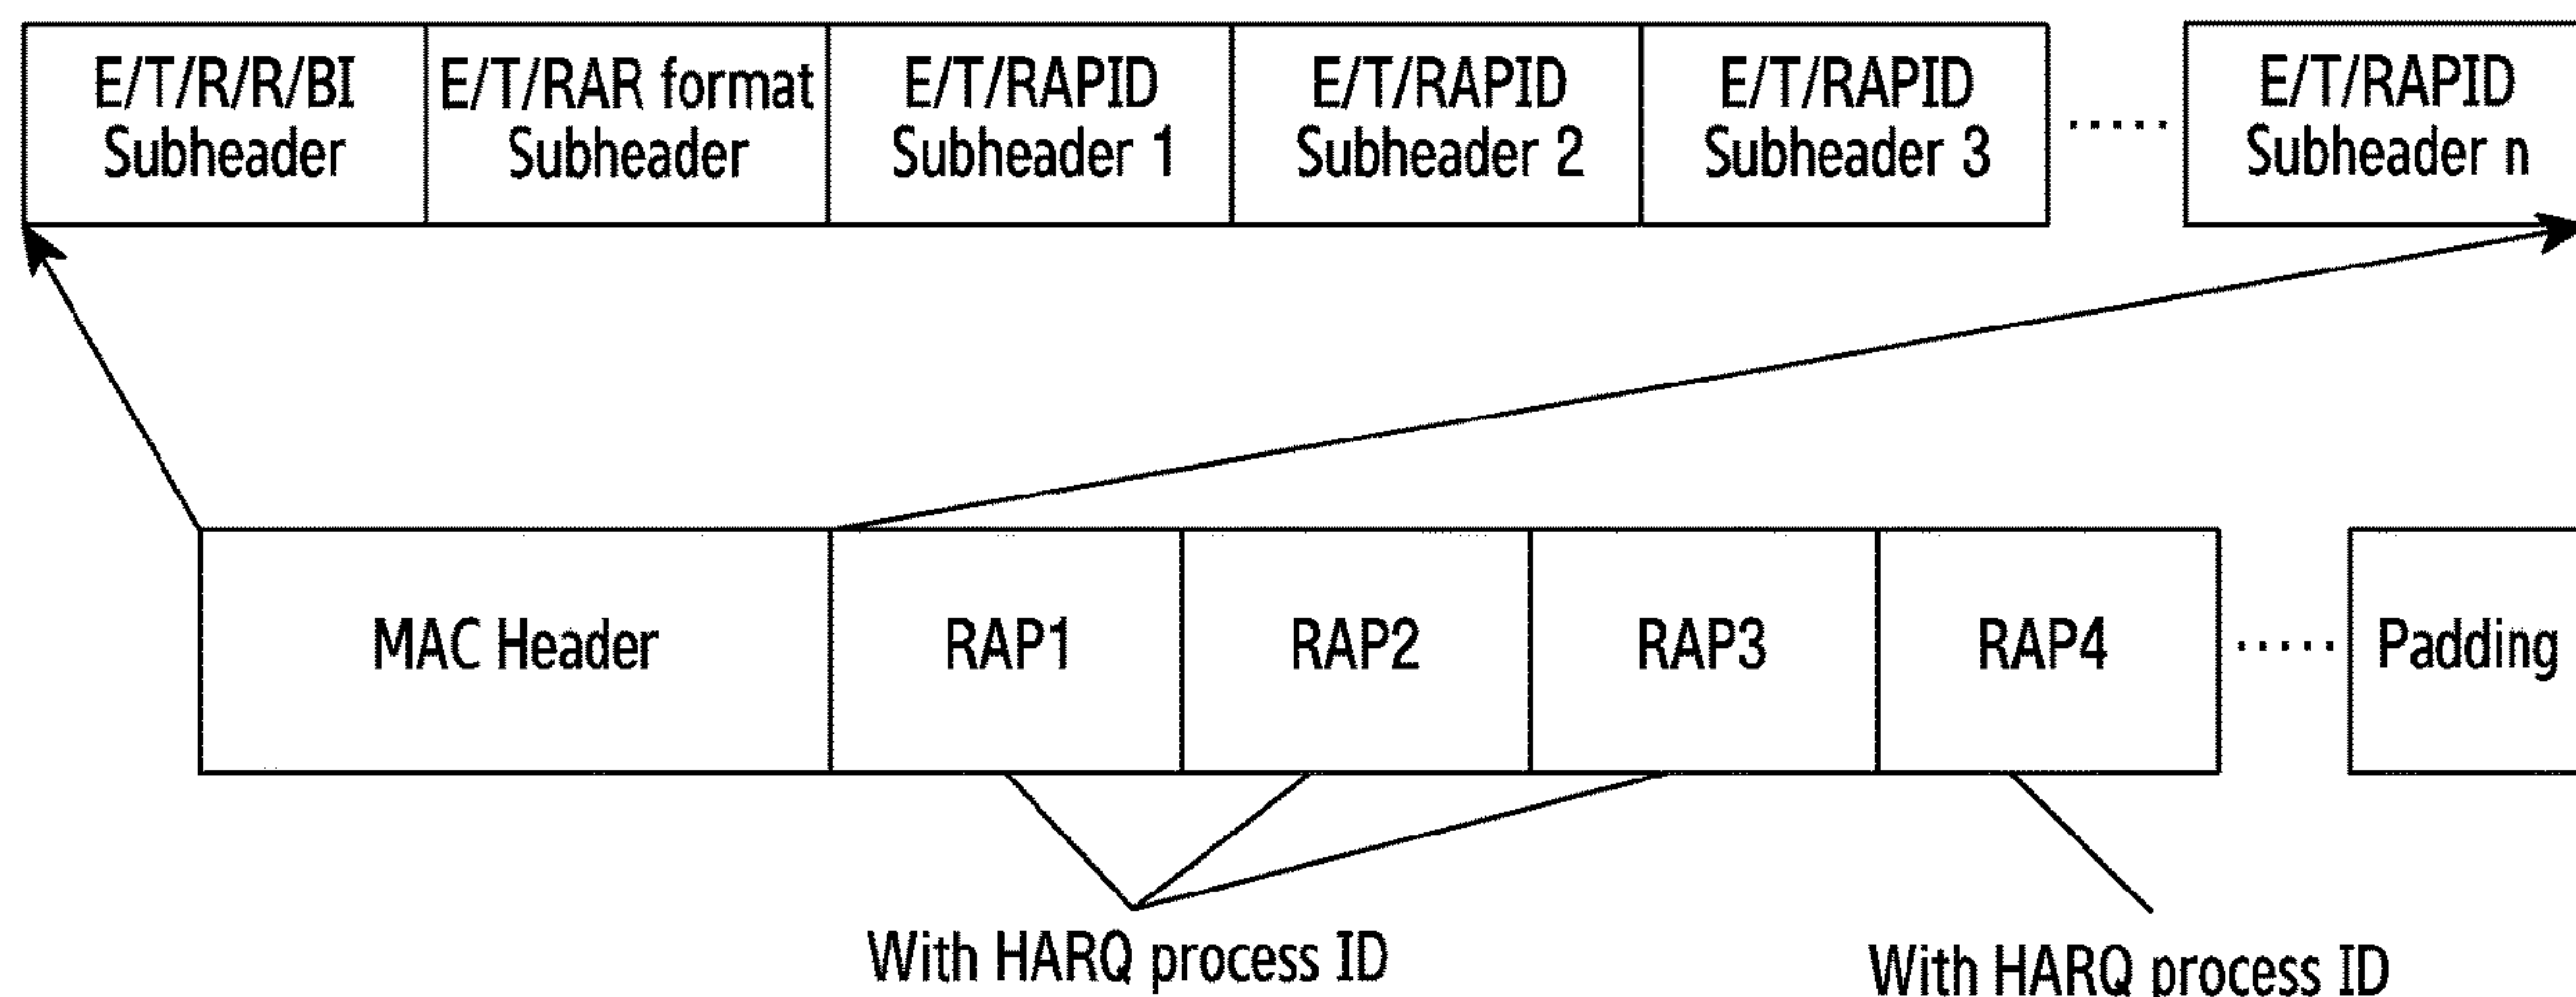 E/T/R/R/BI Subheader
E/T/RAR format Subheader
E/T/RAPID Subheader 1
E/T/RAPID Subheader 2
E/T/RAPID Subheader 3
.....
E/T/RAPID Subheader n
MAC Header
RAP1
RAP2
RAP3
RAP4
.....
Padding
With HARQ process ID
With HARQ process ID